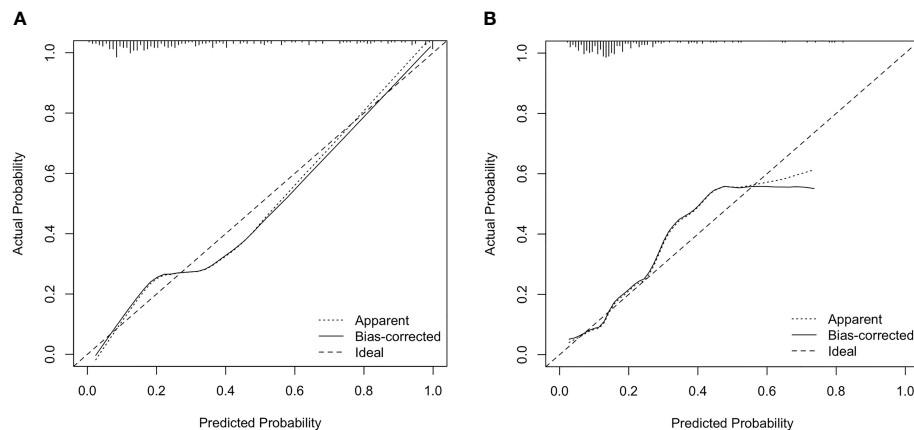 A
Actual Probability
1.0
0.8
0.6
0.4
0.2
0.0
Apparent
Bias-corrected
Ideal
0.0 0.2 0.4 0.6 0.8 1.0
Predicted Probability
B
Actual Probability
1.0
0.8
0.6
0.4
0.2
0.0
Apparent
Bias-corrected
Ideal
0.0 0.2 0.4 0.6 0.8 1.0
Predicted Probability